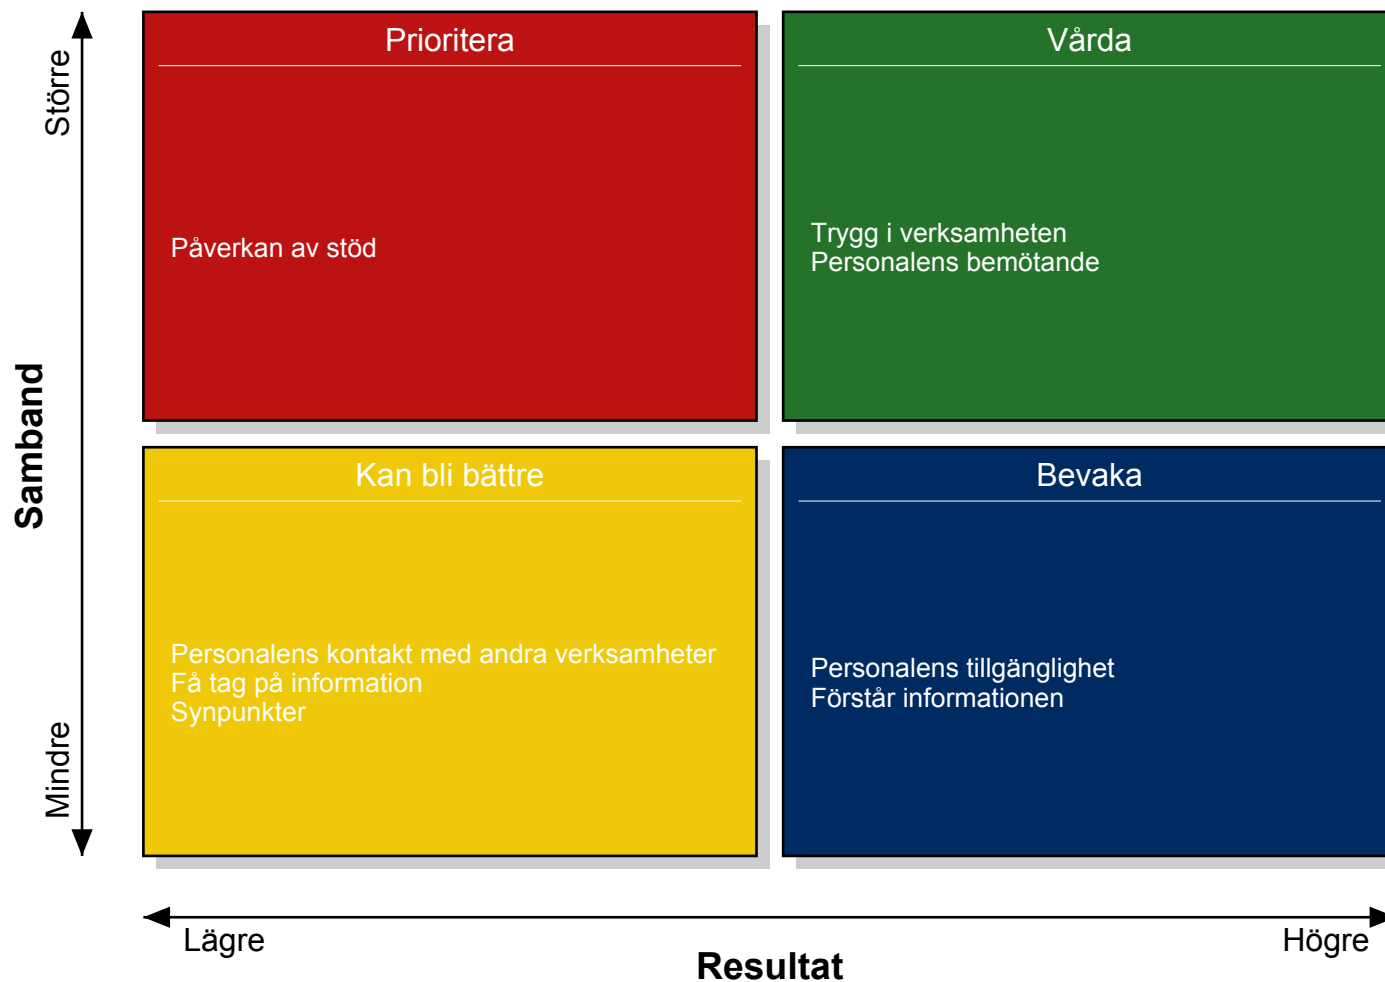 Större
Samband
Mindre
Prioritera
Påverkan av stöd
Vårda
Trygg i verksamheten
Personalens bemötande
Kan bli bättre
Personalens kontakt med andra verksamheter
Få tag på information
Synpunkter
Bevaka
Personalens tillgänglighet
Förstår informationen
Lägre
Högre
Resultat